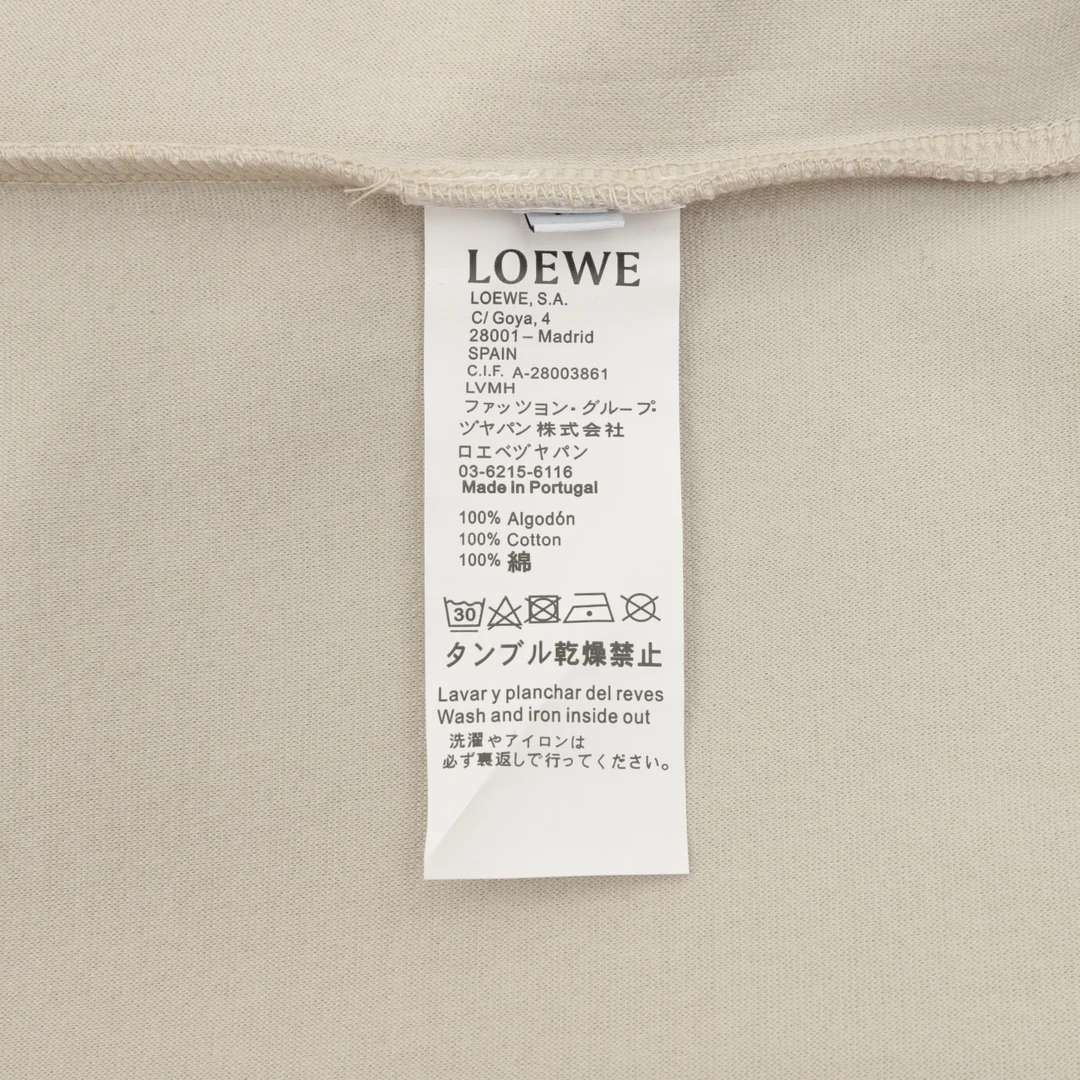 LOEWE
LOEWE, S.A.
C/ Goya, 4
28001 – Madrid
SPAIN
C.I.F. A-28003861
LVMH
ファッツヨン・グループ
ヅヤパン 株式会社
ロエベヅヤパン
03-6215-6116
Made in Portugal
100% Algodón
100% Cotton
100% 綿
30
タンブル乾燥禁止
Lavar y planchar del reves
Wash and iron inside out
洗濯やアイロンは
必ず裏返しで行ってください。